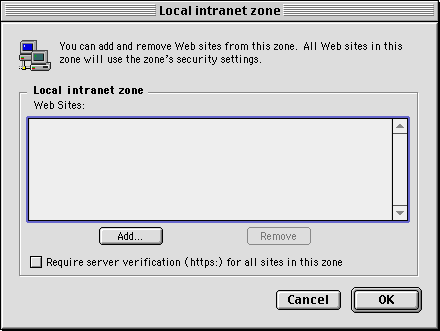 Local intranet zone
You can add and remove Web sites from this zone. All Web sites in this
zone will use the zone's security settings.
Local intranet zone
Web Sites:
Add...
Remove
Require server verification (https:) for all sites in this zone
Cancel
OK